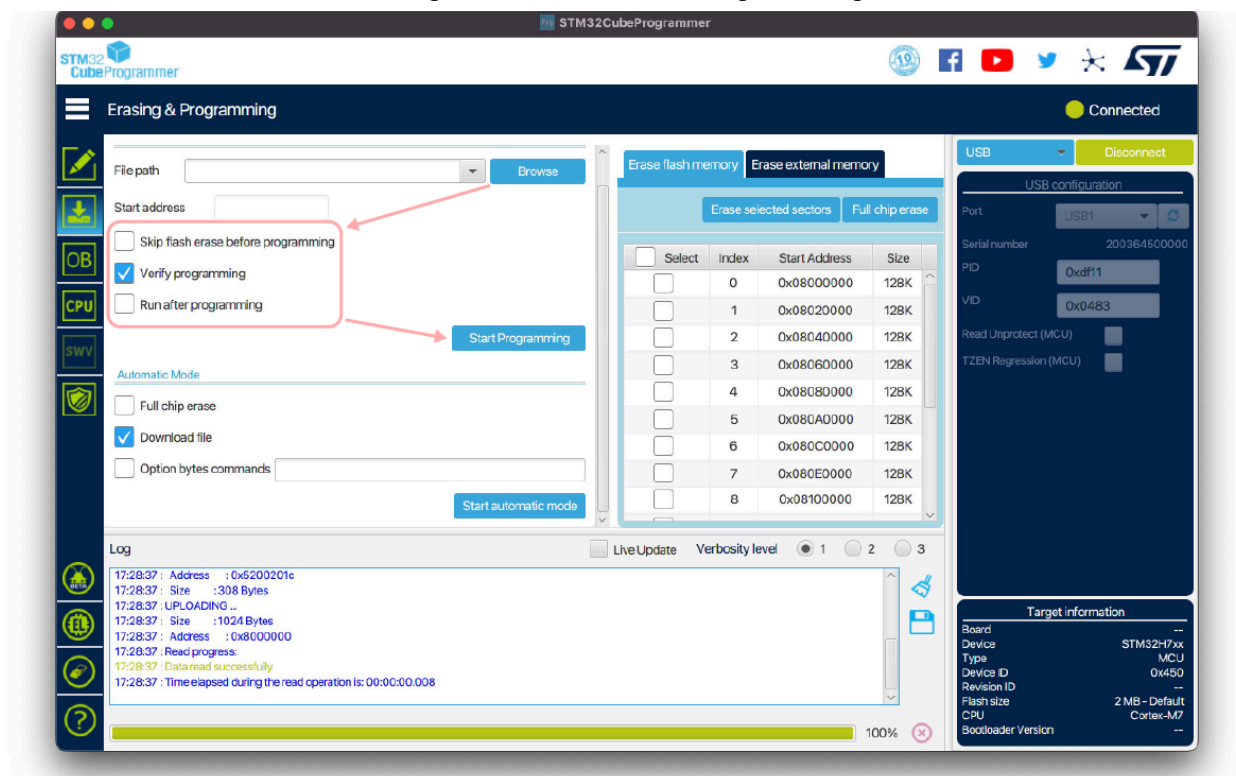 STM32CubeProgrammer
STM32
CubeProgrammer
19
Erasing & Programming
Connected
File path
Browse
Start address
Skip flash erase before programming
Verify programming
Run after programming
Start Programming
Automatic Mode
Full chip erase
Download file
Option bytes commands
Start automatic mode
OB
CPU
SWV
BETA
Erase flash memory Erase external memory
Erase selected sectors Full chip erase
Select Index Start Address Size
0 0x08000000 128K
1 0x08020000 128K
2 0x08040000 128K
3 0x08060000 128K
4 0x08080000 128K
5 0x080A0000 128K
6 0x080C0000 128K
7 0x080E0000 128K
8 0x08100000 128K
USB Disconnect
USB configuration
Port USB1
Serial number 200364500000
PID 0xdf11
VID 0x0483
Read Unprotect (MCU)
TZEN Regression (MCU)
Log
Live Update Verbosity level 1 2 3
17:28:37 : Address : 0x5200201c
17:28:37 : Size : 308 Bytes
17:28:37 : UPLOADING ...
17:28:37 : Size : 1024 Bytes
17:28:37 : Address : 0x8000000
17:28:37 : Read progress:
17:28:37 : Data read successfully
17:28:37 : Time elapsed during the read operation is: 00:00:00.008
100%
Target information
Board --
Device STM32H7xx
Type MCU
Device ID 0x450
Revision ID --
Flash size 2 MB - Default
CPU Cortex-M7
Bootloader Version --